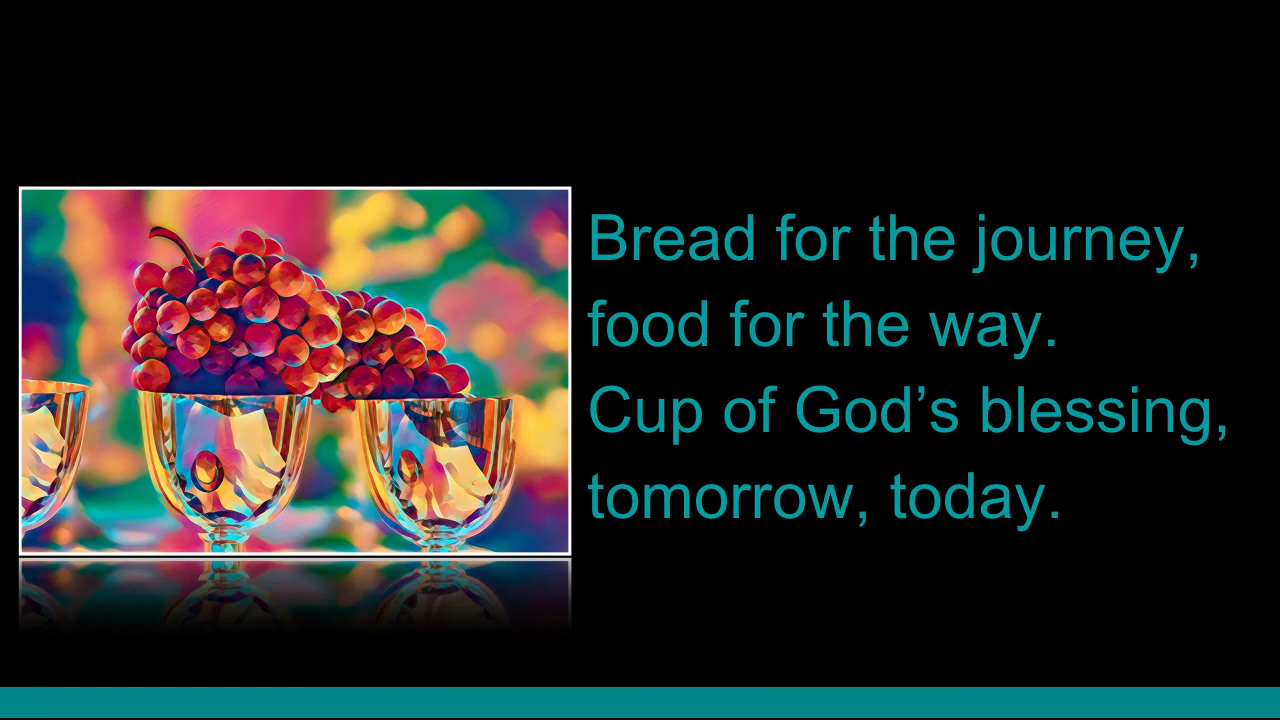 Bread for the journey,
food for the way.
Cup of God’s blessing,
tomorrow, today.